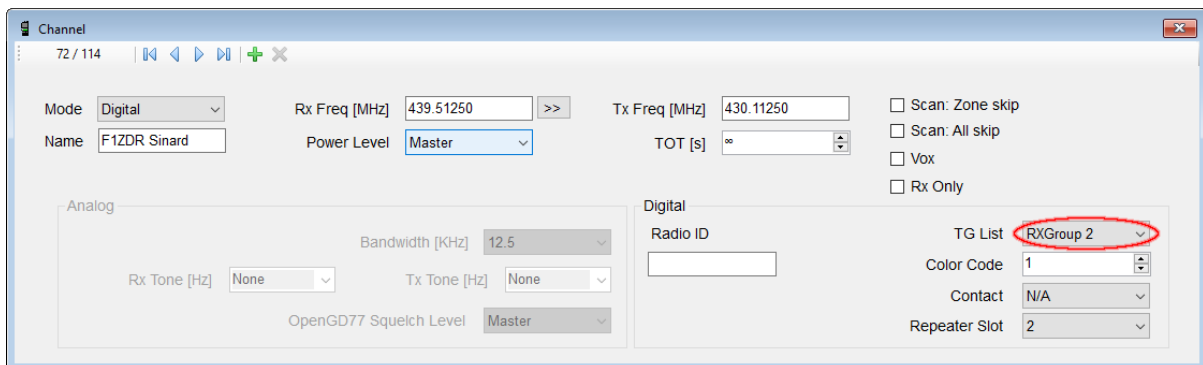 Channel
72 / 114
Mode Digital Rx Freq [MHz] 439.51250 >> Tx Freq [MHz] 430.11250 Scan: Zone skip
Name F1ZDR Sinard Power Level Master TOT [s] ∞ Scan: All skip
Vox
Rx Only
Analog
Bandwidth [KHz] 12.5
Rx Tone [Hz] None Tx Tone [Hz] None
OpenGD77 Squelch Level Master
Digital
Radio ID TG List RXGroup 2
Color Code 1
Contact N/A
Repeater Slot 2